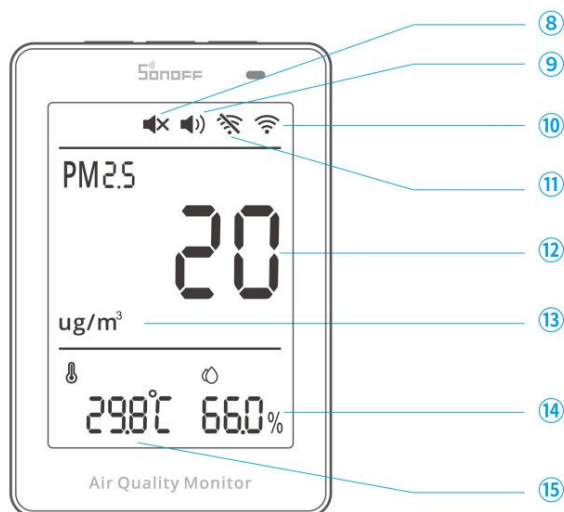 ⑧
SONOFF
⑨
⑩
⑪
PM2.5
20
⑫
ug/m³
⑬
29.8°C 66.0%
⑭
⑮
Air Quality Monitor